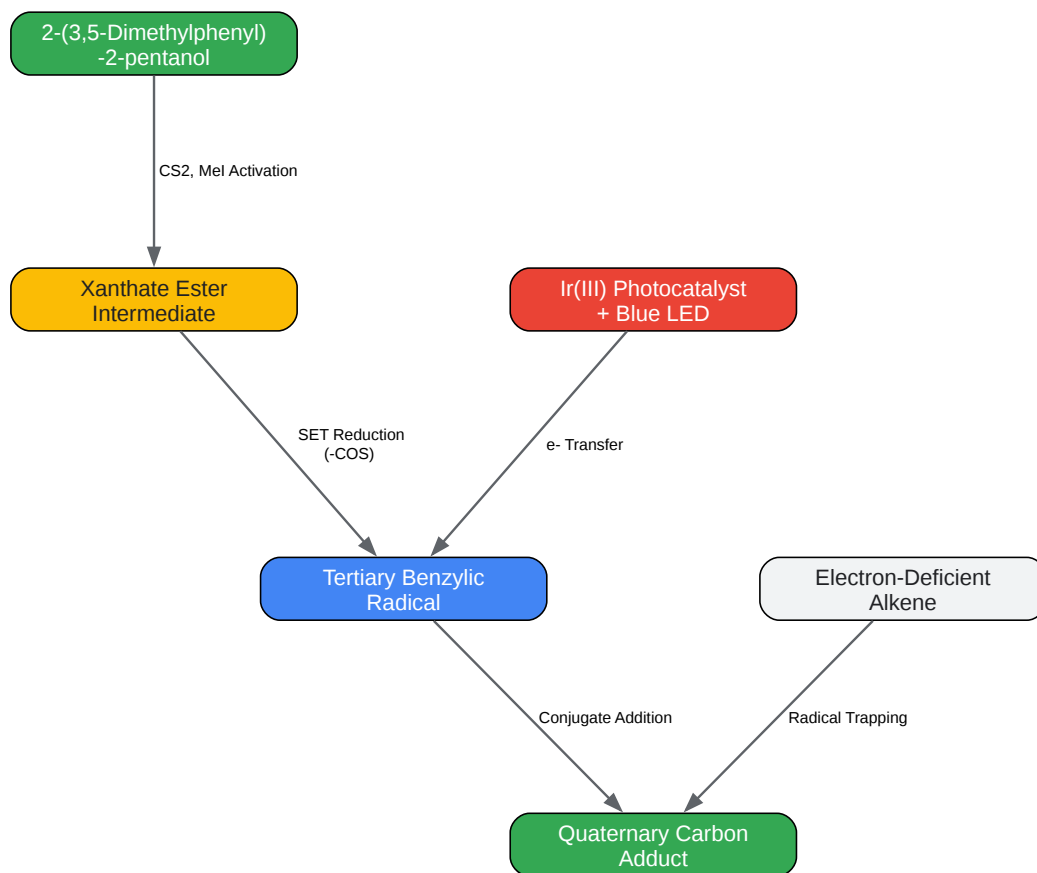 2-(3,5-Dimethylphenyl)
-2-pentanol
CS2, MeI Activation
Xanthate Ester
Intermediate
Ir(III) Photocatalyst
+ Blue LED
SET Reduction
(-COS)
e- Transfer
Tertiary Benzylic
Radical
Electron-Deficient
Alkene
Conjugate Addition
Radical Trapping
Quaternary Carbon
Adduct